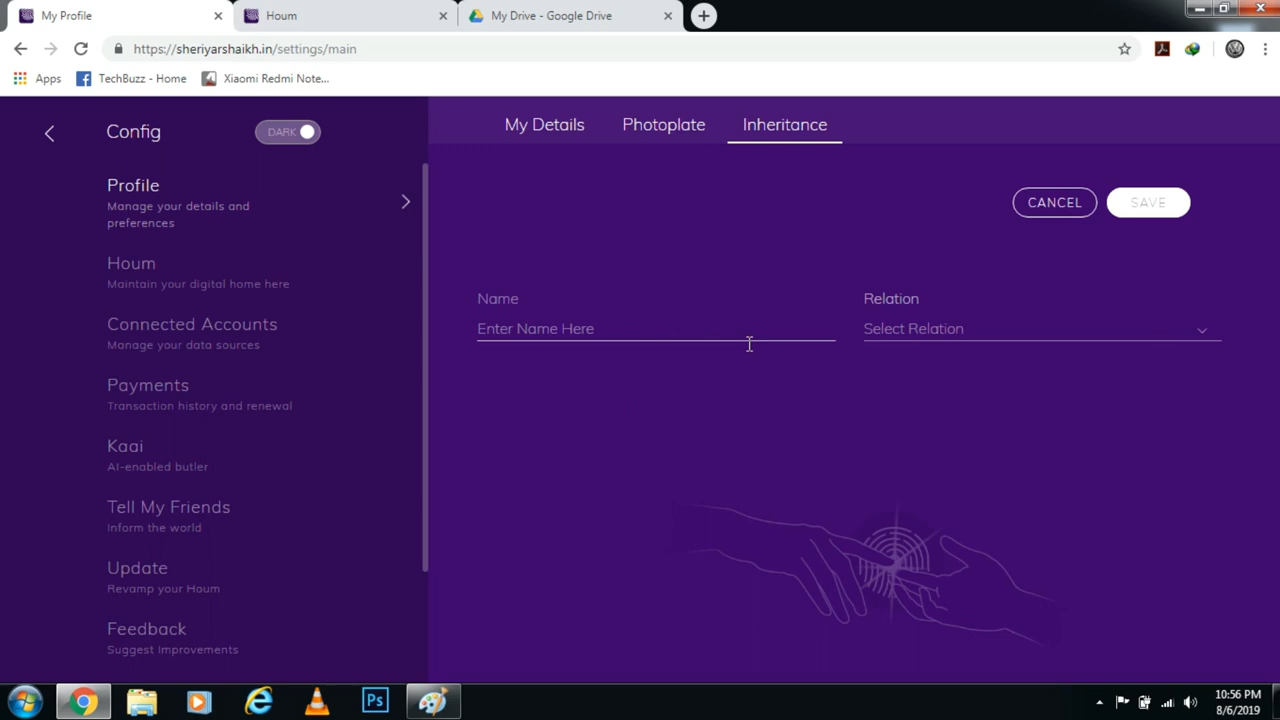 My Profile
Houm
My Drive - Google Drive
https://sheriyarshaikh.in/settings/main
Apps
TechBuzz - Home
Xiaomi Redmi Note...
Config
DARK
My Details
Photoplate
Inheritance
Profile
Manage your details and
preferences
CANCEL
SAVE
Houm
Maintain your digital home here
Name
Relation
Enter Name Here
Select Relation
Connected Accounts
Manage your data sources
Payments
Transaction history and renewal
Kaai
AI-enabled butler
Tell My Friends
Inform the world
Update
Revamp your Houm
Feedback
Suggest Improvements
Ps
10:56 PM
8/6/2019